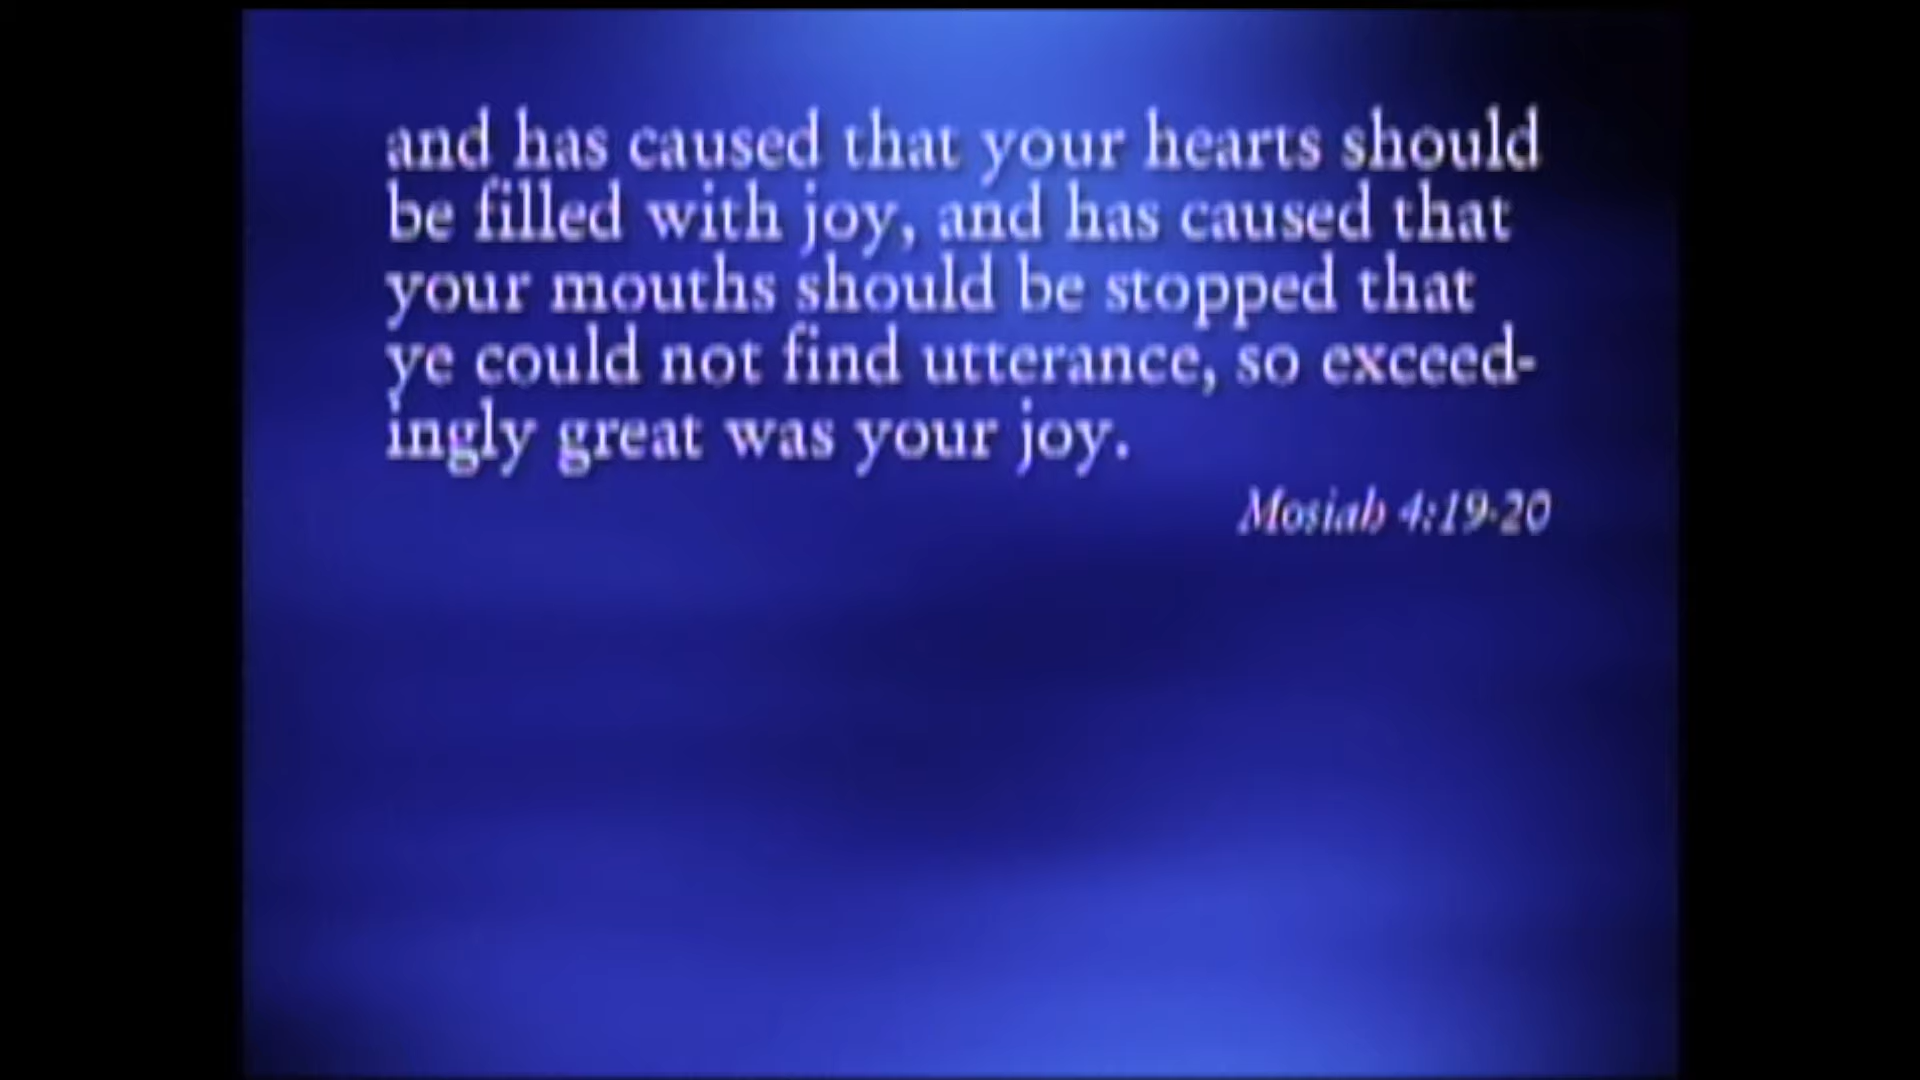 and has caused that your hearts should
be filled with joy, and has caused that
your mouths should be stopped that
ye could not find utterance, so exceed-
ingly great was your joy.
Mosiah 4:19-20